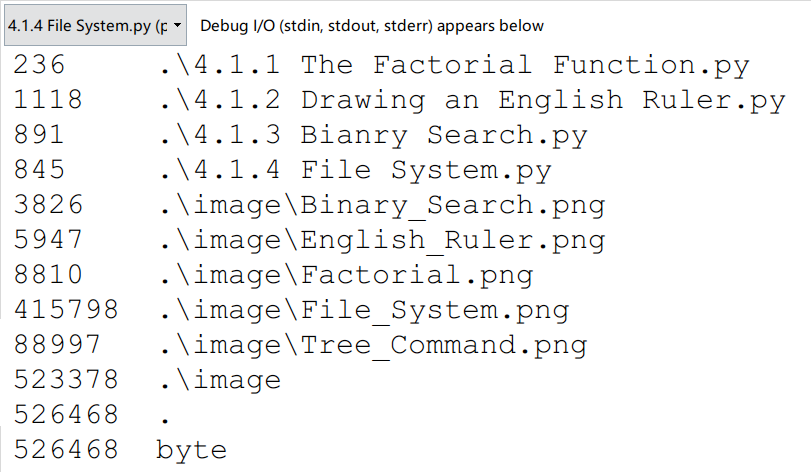 4.1.4 File System.py (p Debug I/O (stdin, stdout, stderr) appears below
236 .\4.1.1 The Factorial Function.py
1118 .\4.1.2 Drawing an English Ruler.py
891 .\4.1.3 Bianry Search.py
845 .\4.1.4 File System.py
3826 .\image\Binary_Search.png
5947 .\image\English_Ruler.png
8810 .\image\Factorial.png
415798 .\image\File_System.png
88997 .\image\Tree_Command.png
523378 .\image
526468 .
526468 byte